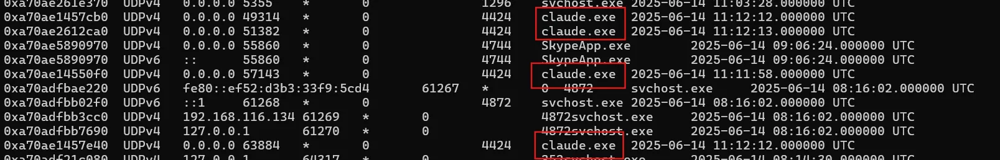 0xa70ae261e370 UDPv4 0.0.0.0 5355 * 0 1296 svchost.exe 2025-06-14 11:03:28.000000 UTC
0xa70ae1457cb0 UDPv4 0.0.0.0 49314 * 0 4424 claude.exe 2025-06-14 11:12:12.000000 UTC
0xa70ae2612ca0 UDPv4 0.0.0.0 51382 * 0 4424 claude.exe 2025-06-14 11:12:13.000000 UTC
0xa70ae5890970 UDPv4 0.0.0.0 55860 * 0 4744 SkypeApp.exe 2025-06-14 09:06:24.000000 UTC
0xa70ae5890970 UDPv6 :: 55860 * 0 4744 SkypeApp.exe 2025-06-14 09:06:24.000000 UTC
0xa70ae14550f0 UDPv4 0.0.0.0 57143 * 0 4424 claude.exe 2025-06-14 11:11:58.000000 UTC
0xa70adfbae220 UDPv6 fe80::ef52:d3b3:33f9:5cd4 61267 * 0 4872 svchost.exe 2025-06-14 08:16:02.000000 UTC
0xa70adfbb02f0 UDPv6 ::1 61268 * 0 4872 svchost.exe 2025-06-14 08:16:02.000000 UTC
0xa70adfbb3cc0 UDPv4 192.168.116.134 61269 * 0 4872svchost.exe 2025-06-14 08:16:02.000000 UTC
0xa70adfbb7690 UDPv4 127.0.0.1 61270 * 0 4872svchost.exe 2025-06-14 08:16:02.000000 UTC
0xa70ae1457e40 UDPv4 0.0.0.0 63884 * 0 4424 claude.exe 2025-06-14 11:12:12.000000 UTC
0xa70adf21c080 UDPv4 127.0.0.1 64317 * 0 352svchost.exe 2025-06-14 08:14:30.000000 UTC